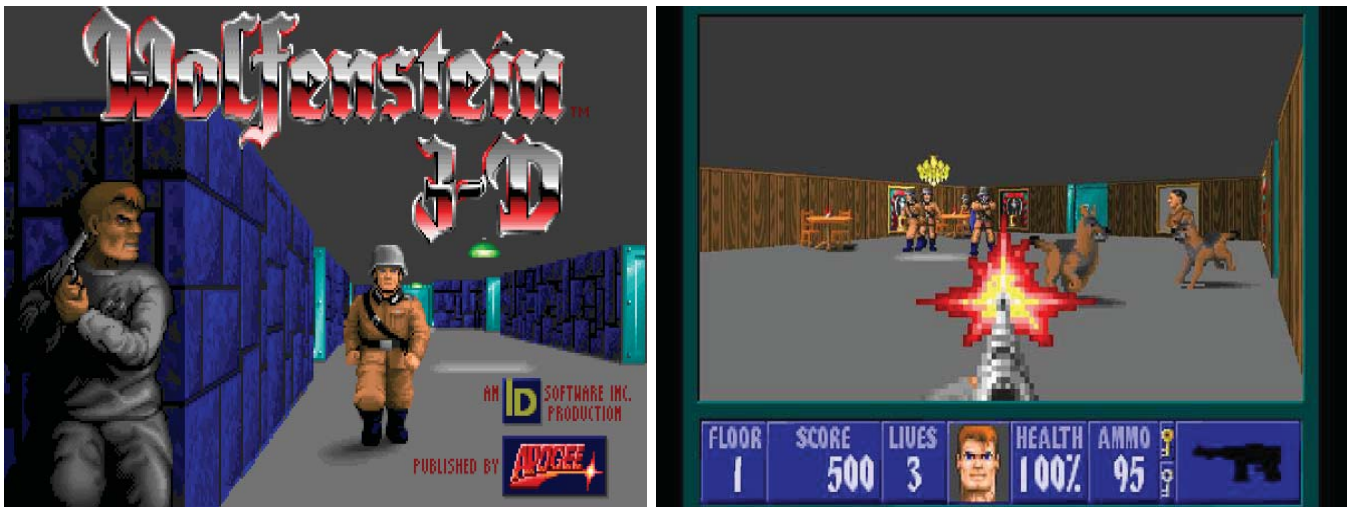 Wolfenstein
3-D
TM
AN ID SOFTWARE INC.
PRODUCTION
PUBLISHED BY APOGEE
FLOOR SCORE LIVES HEALTH AMMO
1 500 3 100% 95